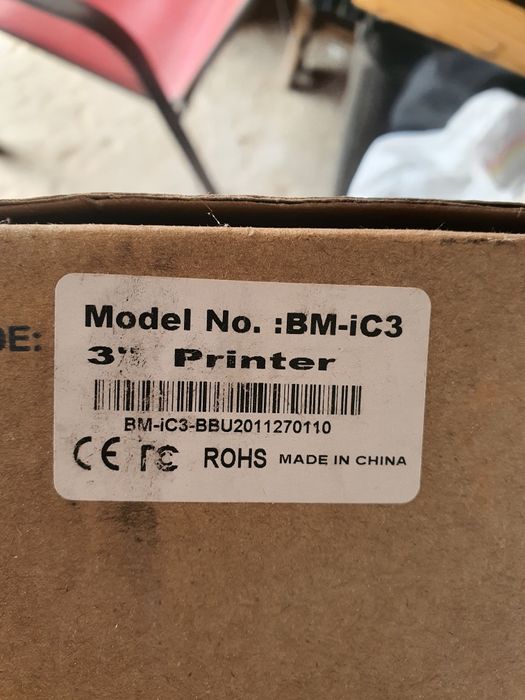 DE:
Model No. :BM-iC3
3" Printer
BM-iC3-BBU2011270110
CE FC ROHS MADE IN CHINA